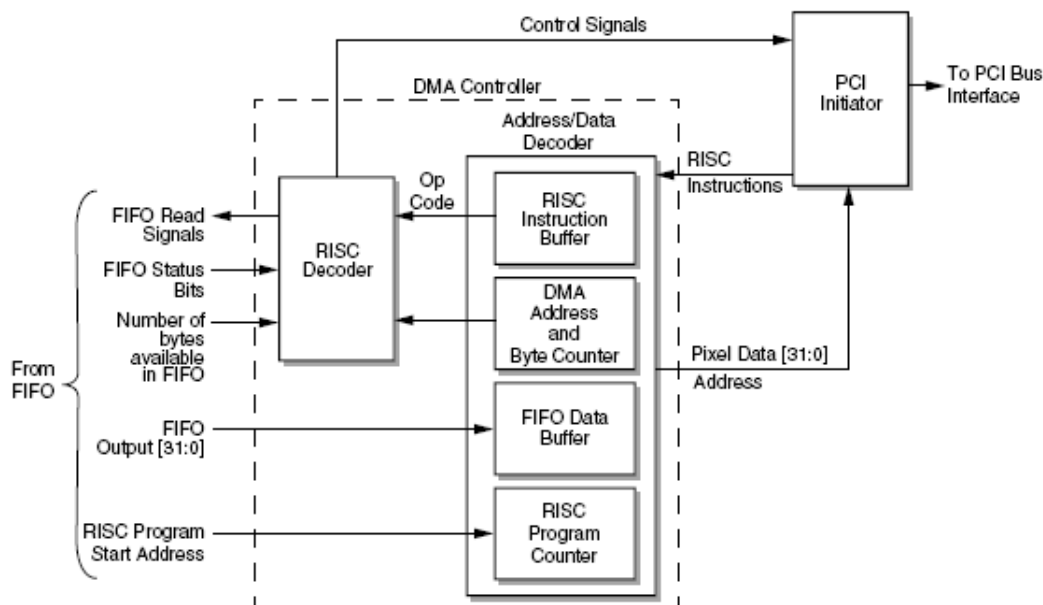 Control Signals
PCI
Initiator
To PCI Bus
Interface
DMA Controller
Address/Data
Decoder
RISC
Instructions
Op
Code
RISC
Instruction
Buffer
FIFO Read
Signals
RISC
Decoder
FIFO Status
Bits
DMA
Address
and
Byte Counter
Number of
bytes
available
in FIFO
From
FIFO
Pixel Data [31:0]
Address
FIFO
Output [31:0]
FIFO Data
Buffer
RISC Program
Start Address
RISC
Program
Counter